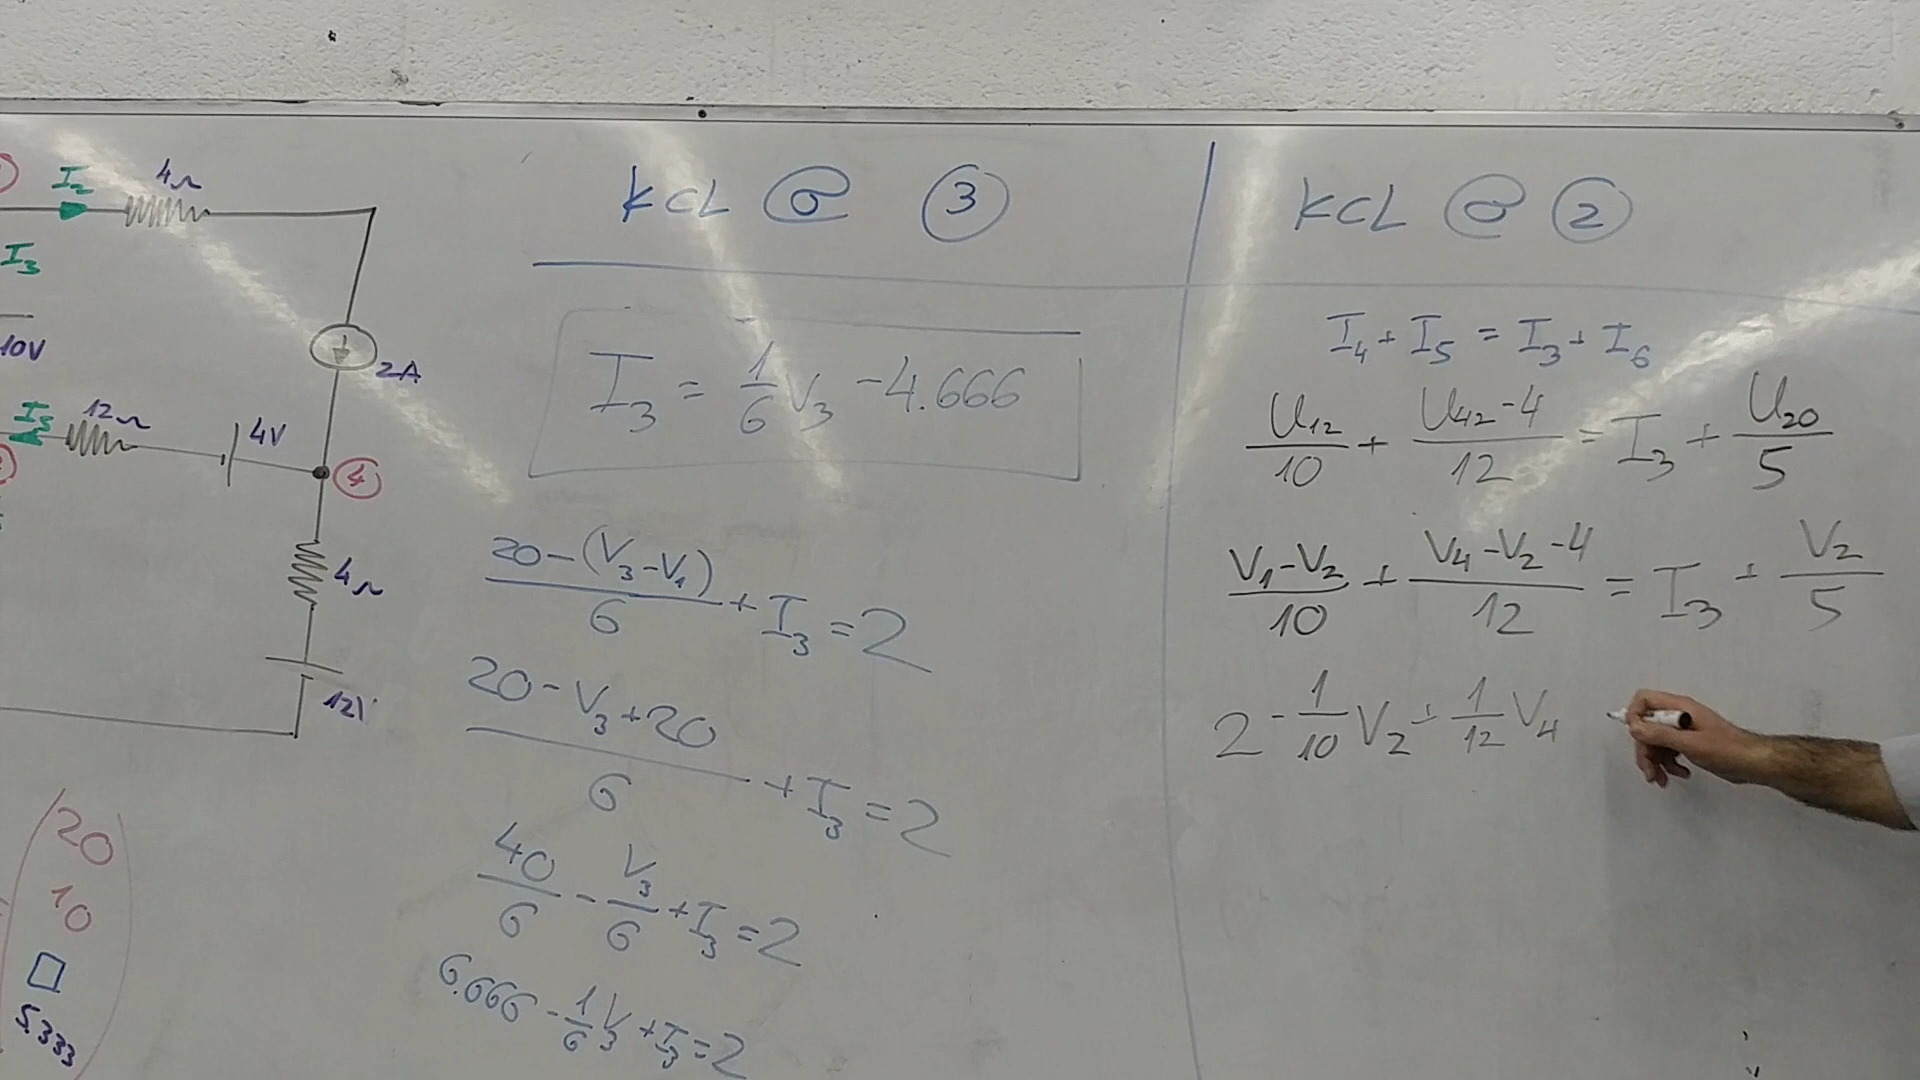 I₂
4Ω
I₃
10V
2A
I₅
12Ω
4V
④
4Ω
12V
20
10
□
5.333
KCL @ ③
I₃ = 1/6 V₃ - 4.666
20-(V₃-V₁)/6 + I₃ = 2
20-V₃+20/6 + I₃ = 2
40/6 - V₃/6 + I₃ = 2
6.666 - 1/6 V₃ + I₃ = 2
KCL @ ②
I₄ + I₅ = I₃ + I₆
U₁₂/10 + U₄₂-4/12 = I₃ + U₂₀/5
V₁-V₂/10 + V₄-V₂-4/12 = I₃ + V₂/5
2 - 1/10 V₂ + 1/12 V₄